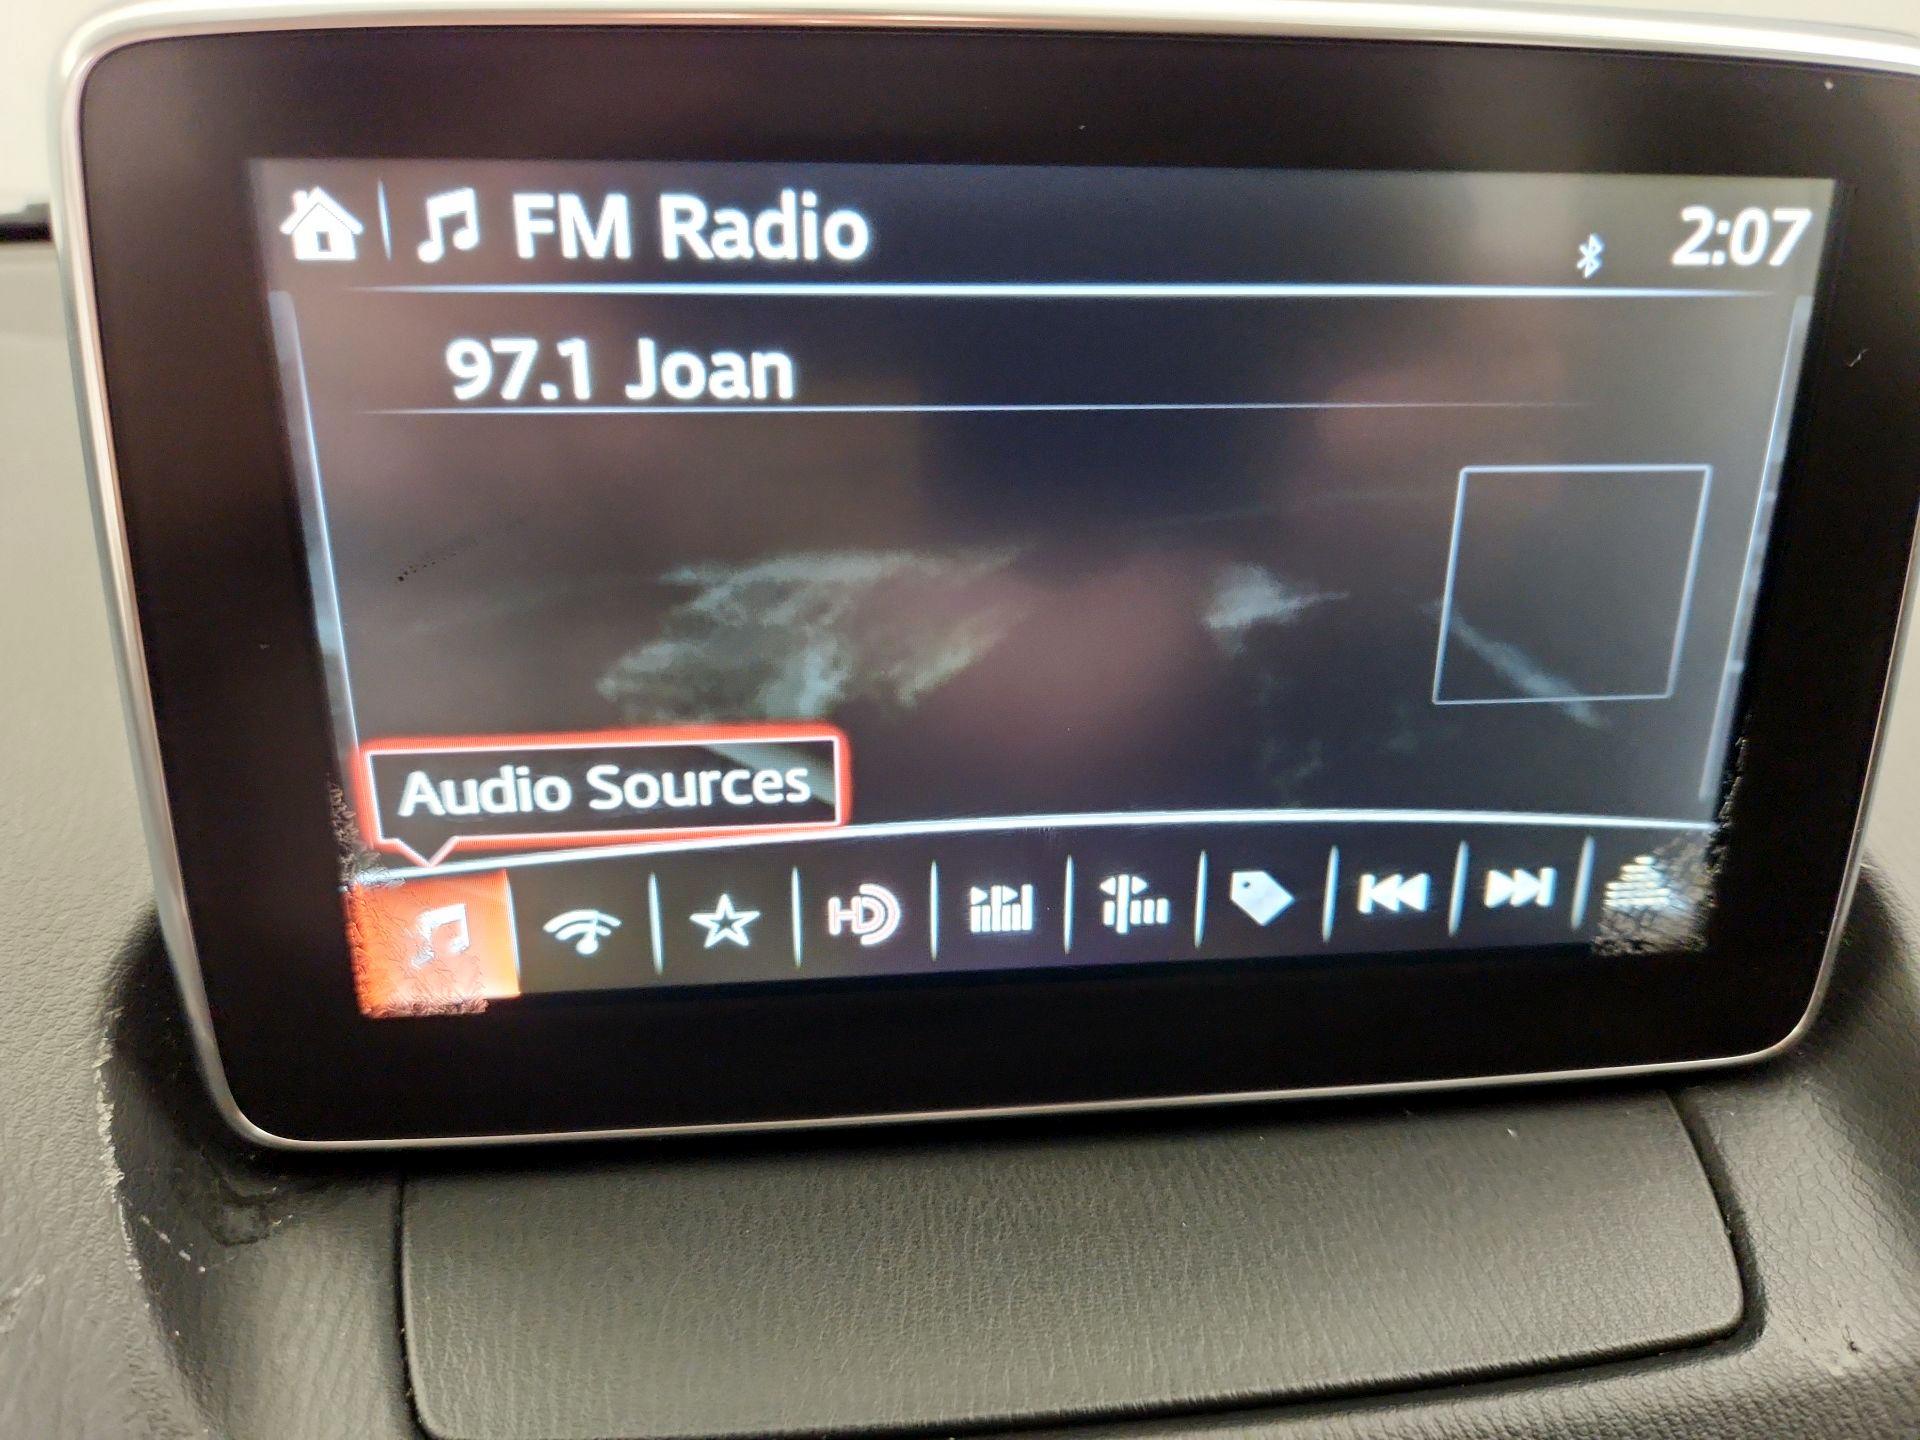 FM Radio
2:07
97.1 Joan
Audio Sources
HD